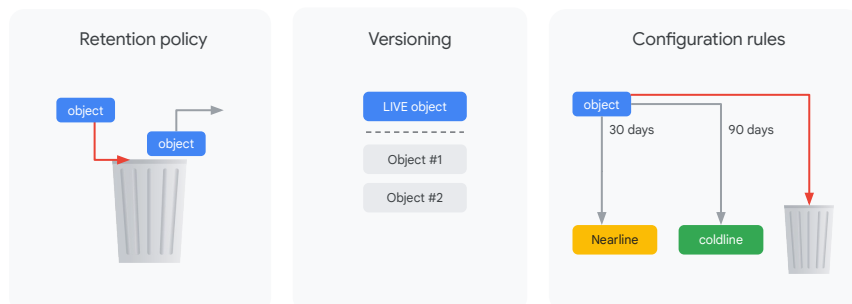 Retention policy
object
object
Versioning
LIVE object
Object #1
Object #2
Configuration rules
object
30 days
90 days
Nearline
coldline